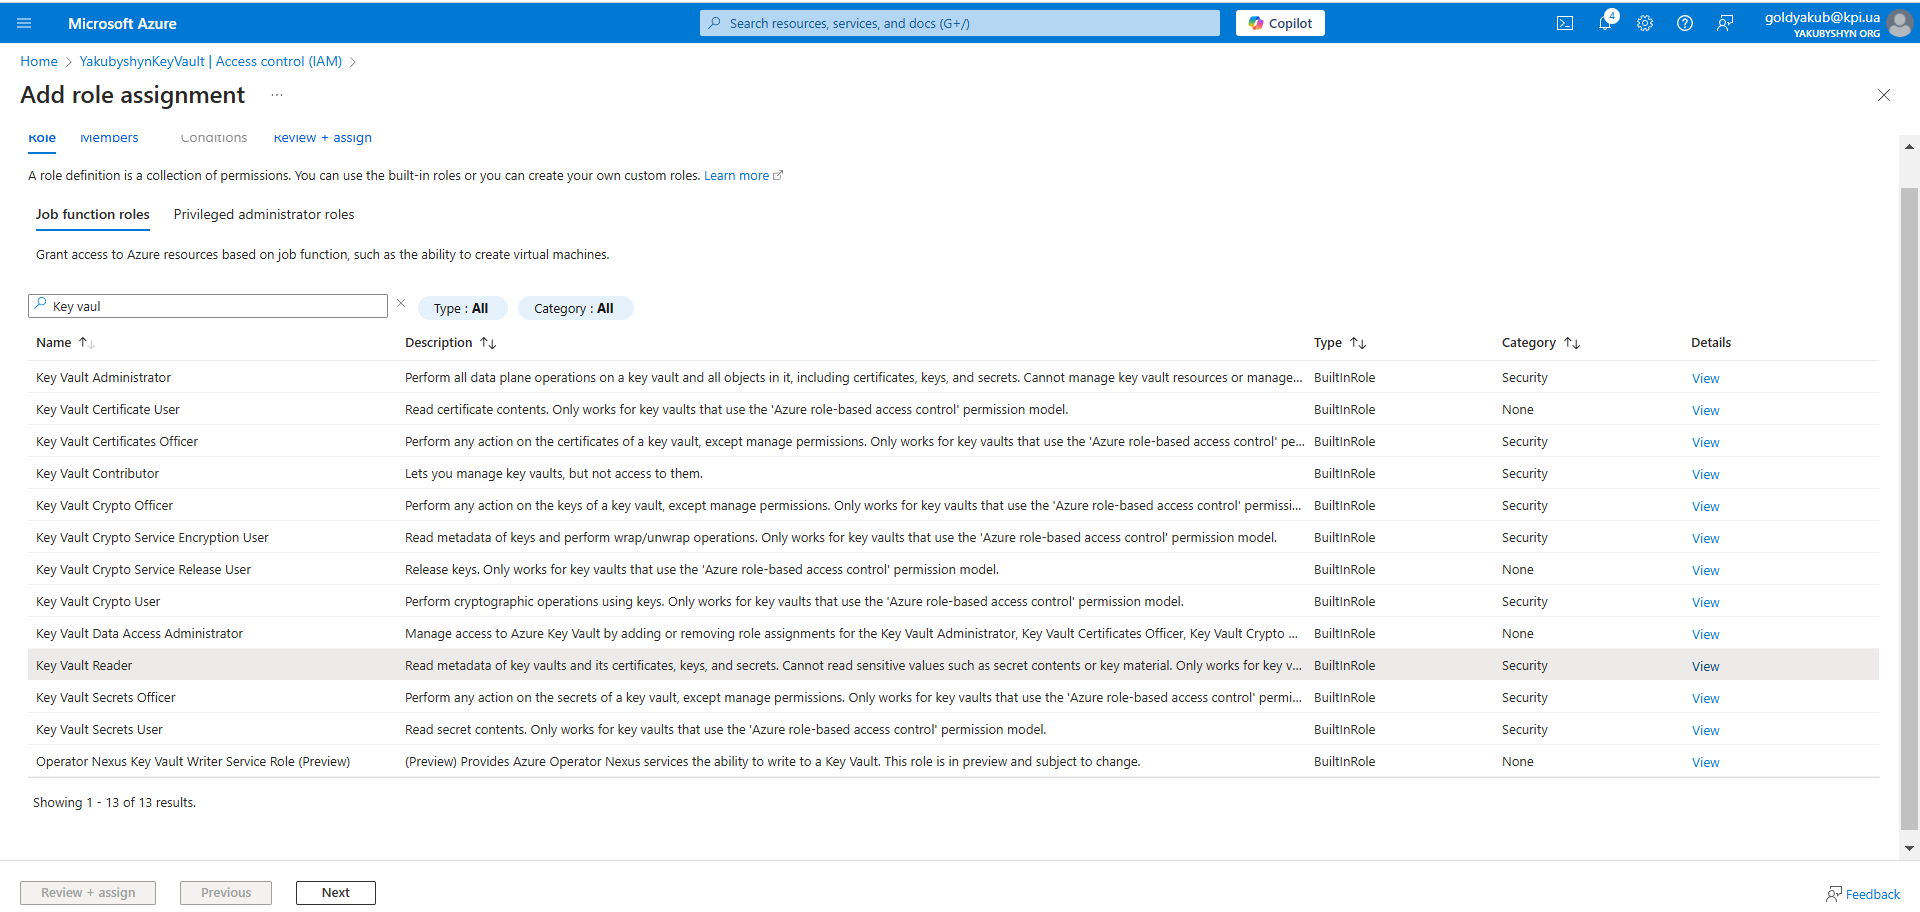 Microsoft Azure
Search resources, services, and docs (G+/)
Copilot
4
goldyakub@kpi.ua
YAKUBYSHYN ORG
Home > YakubyshynKeyVault | Access control (IAM) >
Add role assignment ...
Role Members Conditions Review + assign
A role definition is a collection of permissions. You can use the built-in roles or you can create your own custom roles. Learn more
Job function roles Privileged administrator roles
Grant access to Azure resources based on job function, such as the ability to create virtual machines.
Key vaul
Type : All Category : All
Name Description Type Category Details
Key Vault Administrator Perform all data plane operations on a key vault and all objects in it, including certificates, keys, and secrets. Cannot manage key vault resources or manage... BuiltInRole Security View
Key Vault Certificate User Read certificate contents. Only works for key vaults that use the 'Azure role-based access control' permission model. BuiltInRole None View
Key Vault Certificates Officer Perform any action on the certificates of a key vault, except manage permissions. Only works for key vaults that use the 'Azure role-based access control' pe... BuiltInRole Security View
Key Vault Contributor Lets you manage key vaults, but not access to them. BuiltInRole Security View
Key Vault Crypto Officer Perform any action on the keys of a key vault, except manage permissions. Only works for key vaults that use the 'Azure role-based access control' permissi... BuiltInRole Security View
Key Vault Crypto Service Encryption User Read metadata of keys and perform wrap/unwrap operations. Only works for key vaults that use the 'Azure role-based access control' permission model. BuiltInRole Security View
Key Vault Crypto Service Release User Release keys. Only works for key vaults that use the 'Azure role-based access control' permission model. BuiltInRole None View
Key Vault Crypto User Perform cryptographic operations using keys. Only works for key vaults that use the 'Azure role-based access control' permission model. BuiltInRole Security View
Key Vault Data Access Administrator Manage access to Azure Key Vault by adding or removing role assignments for the Key Vault Administrator, Key Vault Certificates Officer, Key Vault Crypto ... BuiltInRole None View
Key Vault Reader Read metadata of key vaults and its certificates, keys, and secrets. Cannot read sensitive values such as secret contents or key material. Only works for key v... BuiltInRole Security View
Key Vault Secrets Officer Perform any action on the secrets of a key vault, except manage permissions. Only works for key vaults that use the 'Azure role-based access control' permi... BuiltInRole Security View
Key Vault Secrets User Read secret contents. Only works for key vaults that use the 'Azure role-based access control' permission model. BuiltInRole Security View
Operator Nexus Key Vault Writer Service Role (Preview) (Preview) Provides Azure Operator Nexus services the ability to write to a Key Vault. This role is in preview and subject to change. BuiltInRole None View
Showing 1 - 13 of 13 results.
Review + assign Previous Next Feedback